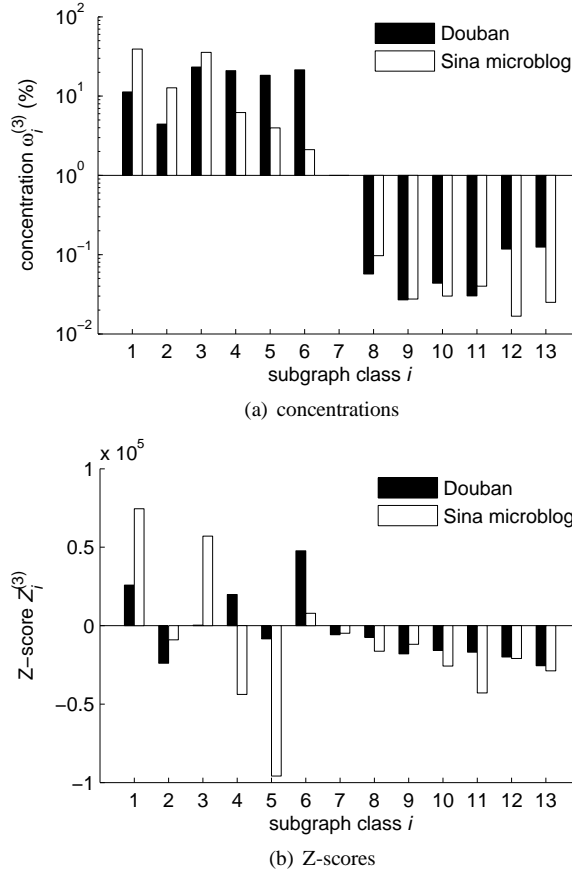 10^2
10^1
10^0
10^-1
10^-2
concentration ω_i^(3) (%)
Douban
Sina microblog
1 2 3 4 5 6 7 8 9 10 11 12 13
subgraph class i
(a) concentrations
x 10^5
1
0.5
0
−0.5
−1
Z−score Z_i^(3)
Douban
Sina microblog
1 2 3 4 5 6 7 8 9 10 11 12 13
subgraph class i
(b) Z-scores